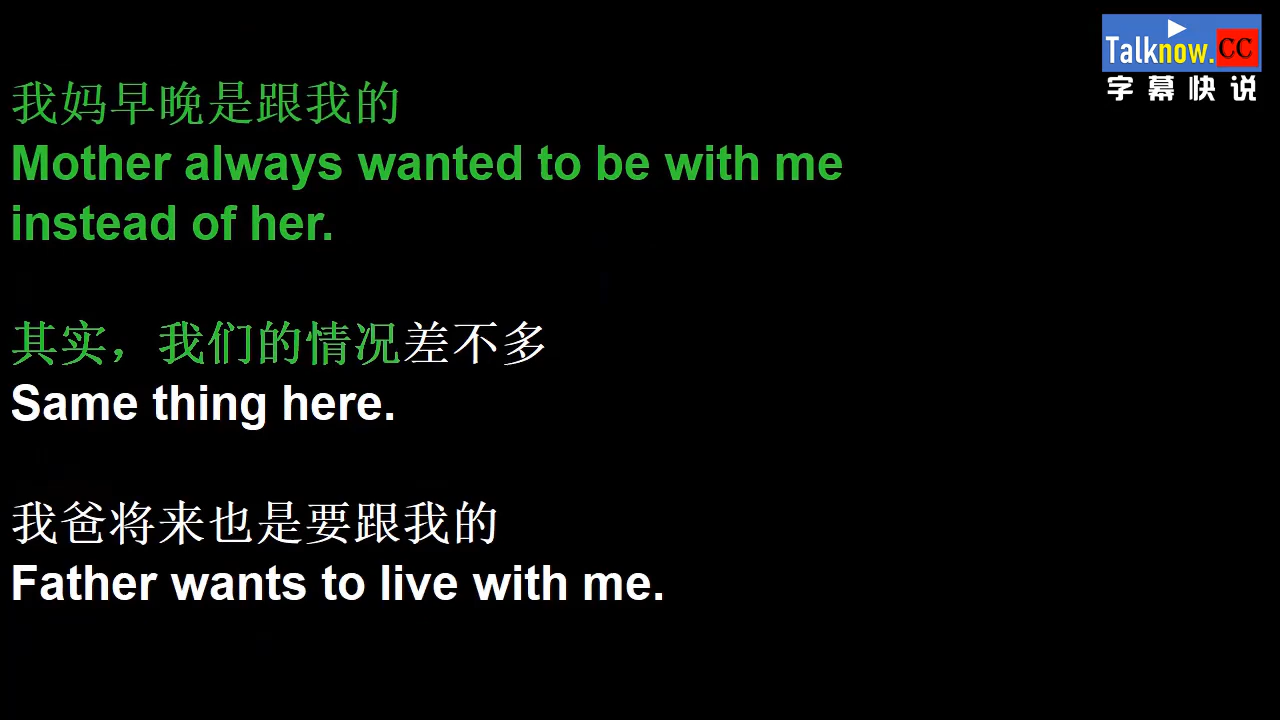 Talknow.CC
字幕快说
我妈早晚是跟我的
Mother always wanted to be with me
instead of her.
其实，我们的情况差不多
Same thing here.
我爸将来也是要跟我的
Father wants to live with me.